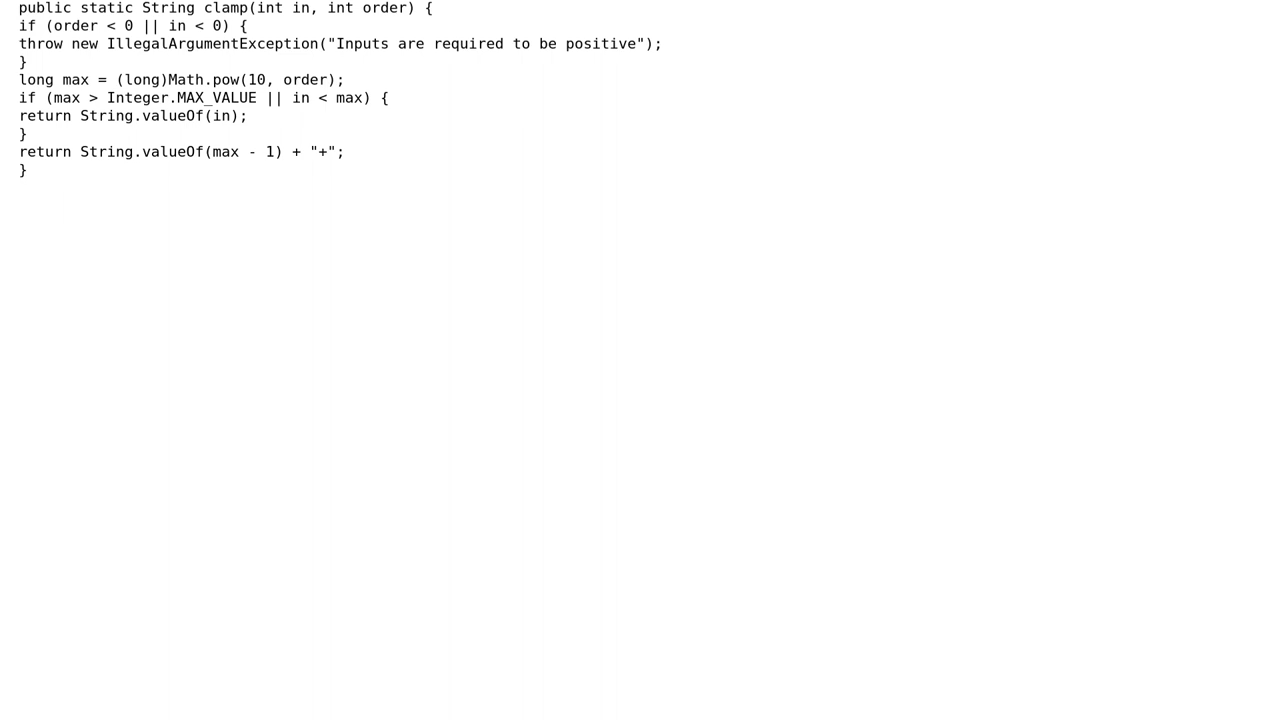 public static String clamp(int in, int order) {
if (order < 0 || in < 0) {
throw new IllegalArgumentException("Inputs are required to be positive");
}
long max = (long)Math.pow(10, order);
if (max > Integer.MAX_VALUE || in < max) {
return String.valueOf(in);
}
return String.valueOf(max - 1) + "+";
}